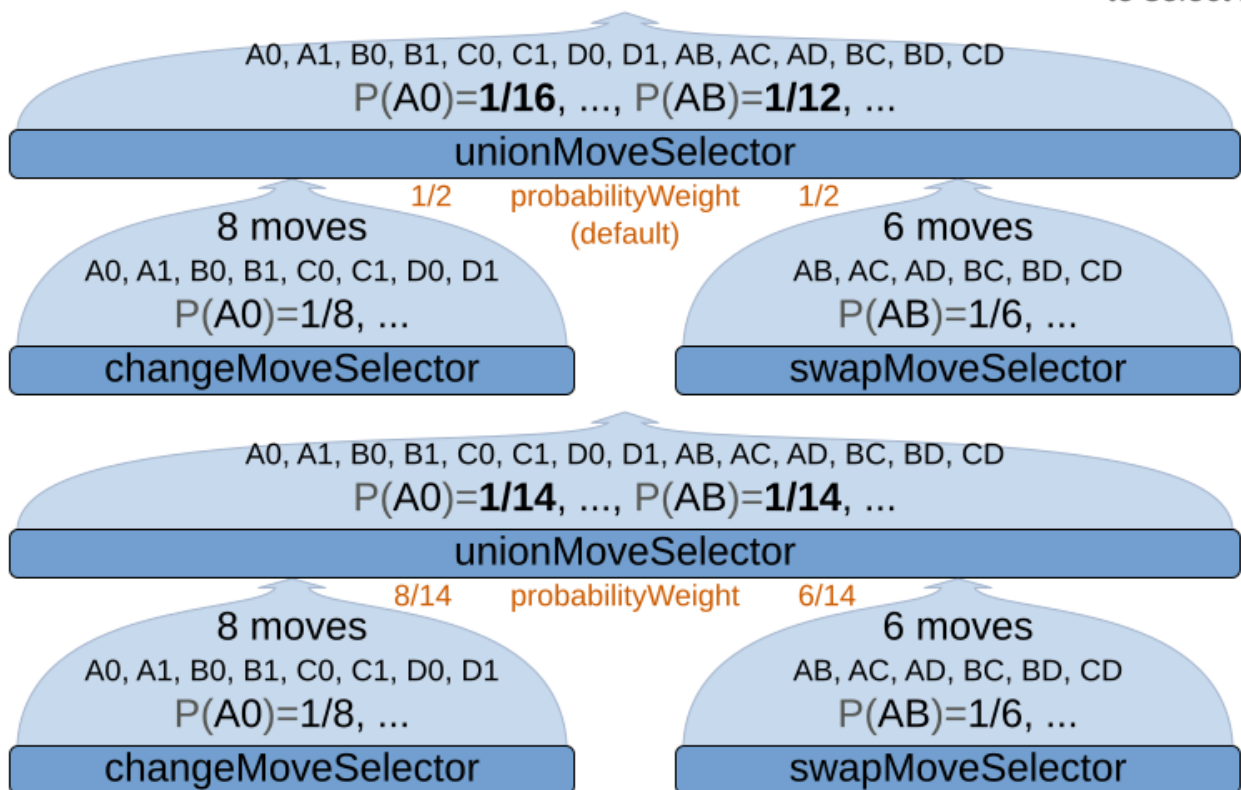 to select
A0, A1, B0, B1, C0, C1, D0, D1, AB, AC, AD, BC, BD, CD
P(A0)=1/16, ..., P(AB)=1/12, ...
unionMoveSelector
1/2 probabilityWeight 1/2
(default)
8 moves 6 moves
A0, A1, B0, B1, C0, C1, D0, D1 AB, AC, AD, BC, BD, CD
P(A0)=1/8, ... P(AB)=1/6, ...
changeMoveSelector swapMoveSelector
A0, A1, B0, B1, C0, C1, D0, D1, AB, AC, AD, BC, BD, CD
P(A0)=1/14, ..., P(AB)=1/14, ...
unionMoveSelector
8/14 probabilityWeight 6/14
8 moves 6 moves
A0, A1, B0, B1, C0, C1, D0, D1 AB, AC, AD, BC, BD, CD
P(A0)=1/8, ... P(AB)=1/6, ...
changeMoveSelector swapMoveSelector